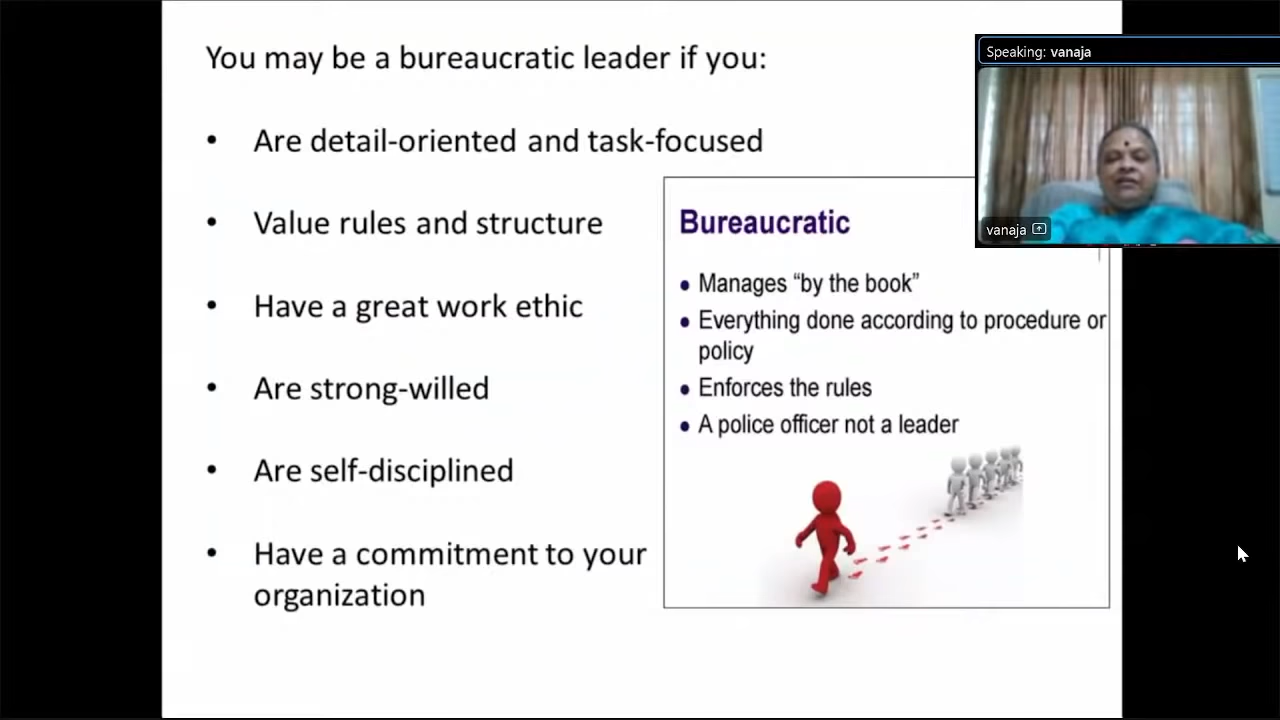 You may be a bureaucratic leader if you:
• Are detail-oriented and task-focused
• Value rules and structure
• Have a great work ethic
• Are strong-willed
• Are self-disciplined
• Have a commitment to your
organization
Bureaucratic
• Manages “by the book”
• Everything done according to procedure or
policy
• Enforces the rules
• A police officer not a leader
Speaking: vanaja
vanaja